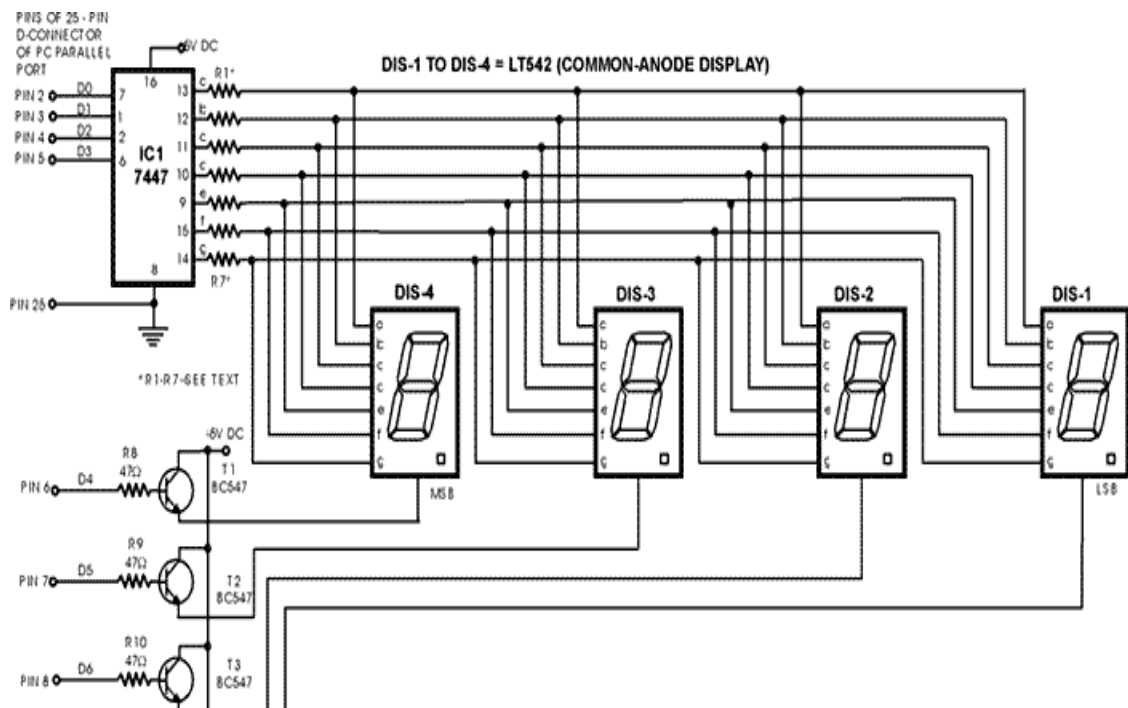 PINS OF 25 - PIN
D-CONNECTOR
OF PC PARALLEL
PORT
5V DC
DIS-1 TO DIS-4 = LT542 (COMMON-ANODE DISPLAY)
16
R1*
PIN 2 D0 7
PIN 3 D1 1
PIN 4 D2 2
PIN 5 D3 6
IC1
7447
13
12 b
11 c
10
9 e
15 f
14 g
8
R7*
PIN 25
DIS-4
DIS-3
DIS-2
DIS-1
b b b b
c c c c
e e e e
f f f f
g g g g
*R1-R7-SEE TEXT
MSB
LSB
R8
47Ω
PIN 6 D4
T1
BC547
R9
47Ω
PIN 7 D5
T2
BC547
R10
47Ω
PIN 8 D6
T3
BC547